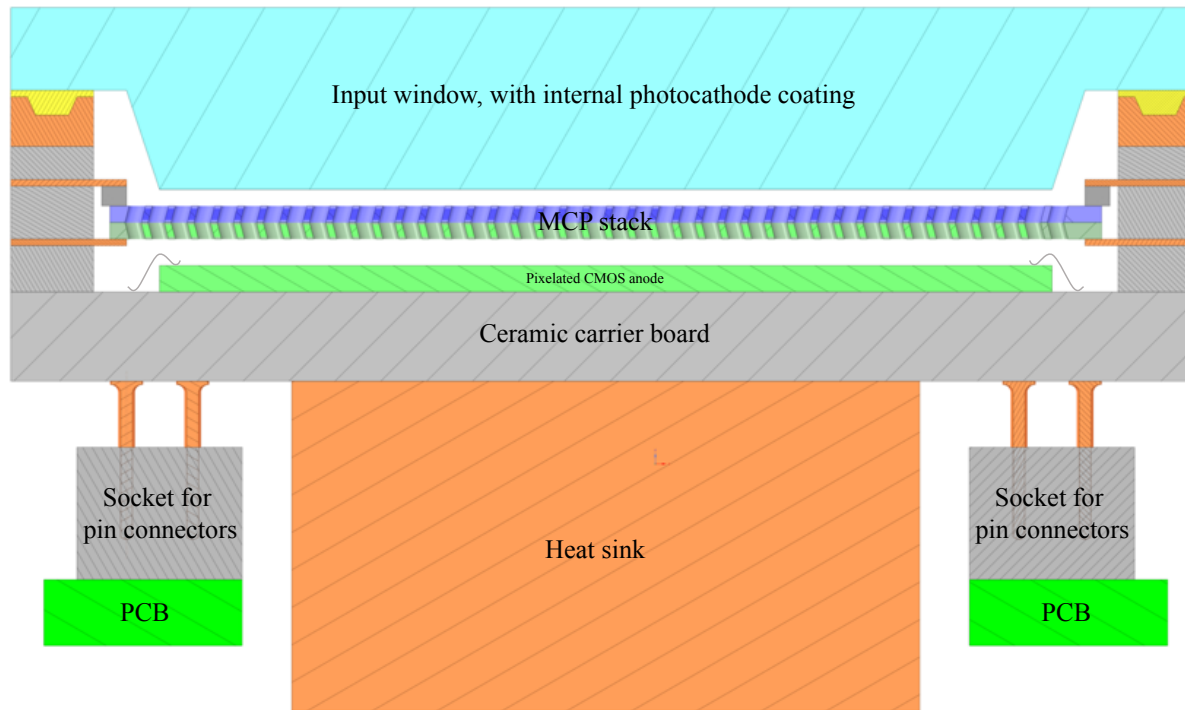 Input window, with internal photocathode coating
MCP stack
Pixelated CMOS anode
Ceramic carrier board
Socket for
pin connectors
Socket for
pin connectors
Heat sink
PCB
PCB